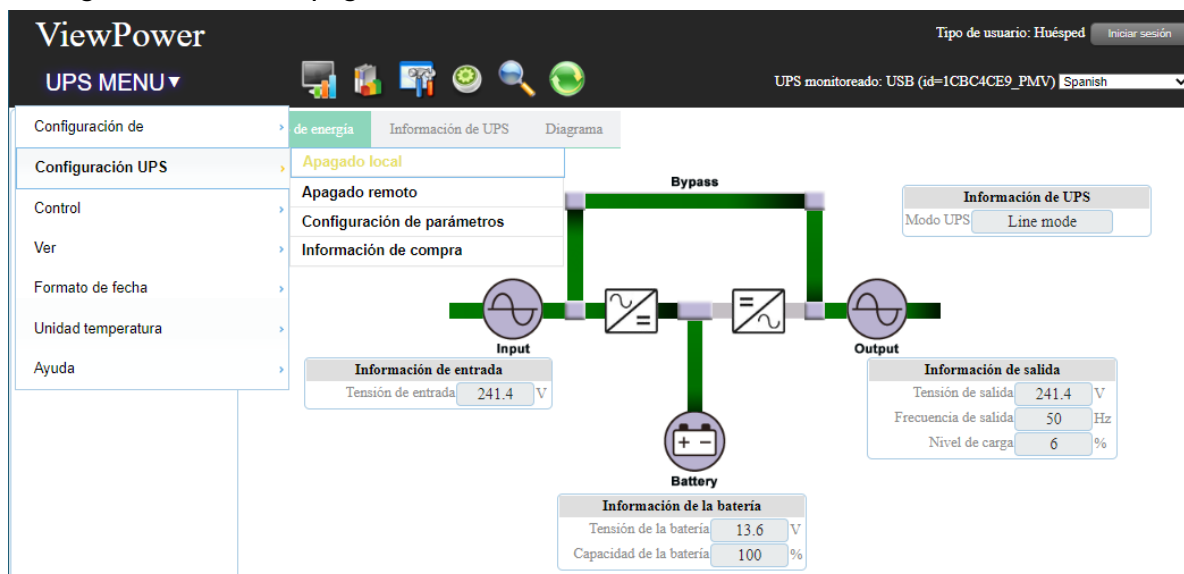 ViewPower
Tipo de usuario: Huésped Iniciar sesión
UPS MENU▼
UPS monitoreado: USB (id=1CBC4CE9_PMV) Spanish
Configuración de
Configuración UPS
Control
Ver
Formato de fecha
Unidad temperatura
Ayuda
de energía Información de UPS Diagrama
Apagado local
Apagado remoto
Configuración de parámetros
Información de compra
Bypass
Información de UPS
Modo UPS Line mode
Input
Output
Información de entrada
Tensión de entrada 241.4 V
Información de salida
Tensión de salida 241.4 V
Frecuencia de salida 50 Hz
Nivel de carga 6 %
Battery
Información de la batería
Tensión de la batería 13.6 V
Capacidad de la batería 100 %